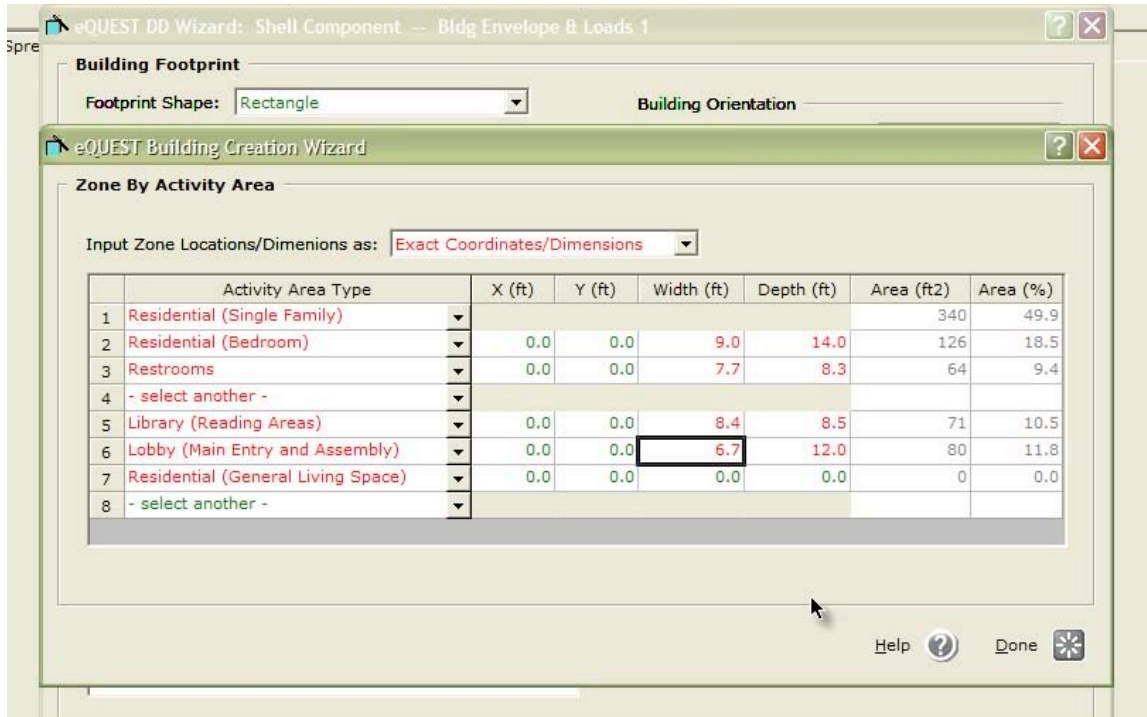 eQUEST DD Wizard: Shell Component -- Bldg Envelope & Loads 1
Spre
Building Footprint
Footprint Shape: Rectangle
Building Orientation
eQUEST Building Creation Wizard
Zone By Activity Area
Input Zone Locations/Dimenions as: Exact Coordinates/Dimensions
Activity Area Type X (ft) Y (ft) Width (ft) Depth (ft) Area (ft2) Area (%)
1 Residential (Single Family) 340 49.9
2 Residential (Bedroom) 0.0 0.0 9.0 14.0 126 18.5
3 Restrooms 0.0 0.0 7.7 8.3 64 9.4
4 - select another -
5 Library (Reading Areas) 0.0 0.0 8.4 8.5 71 10.5
6 Lobby (Main Entry and Assembly) 0.0 0.0 6.7 12.0 80 11.8
7 Residential (General Living Space) 0.0 0.0 0.0 0.0 0 0.0
8 - select another -
Help ? Done